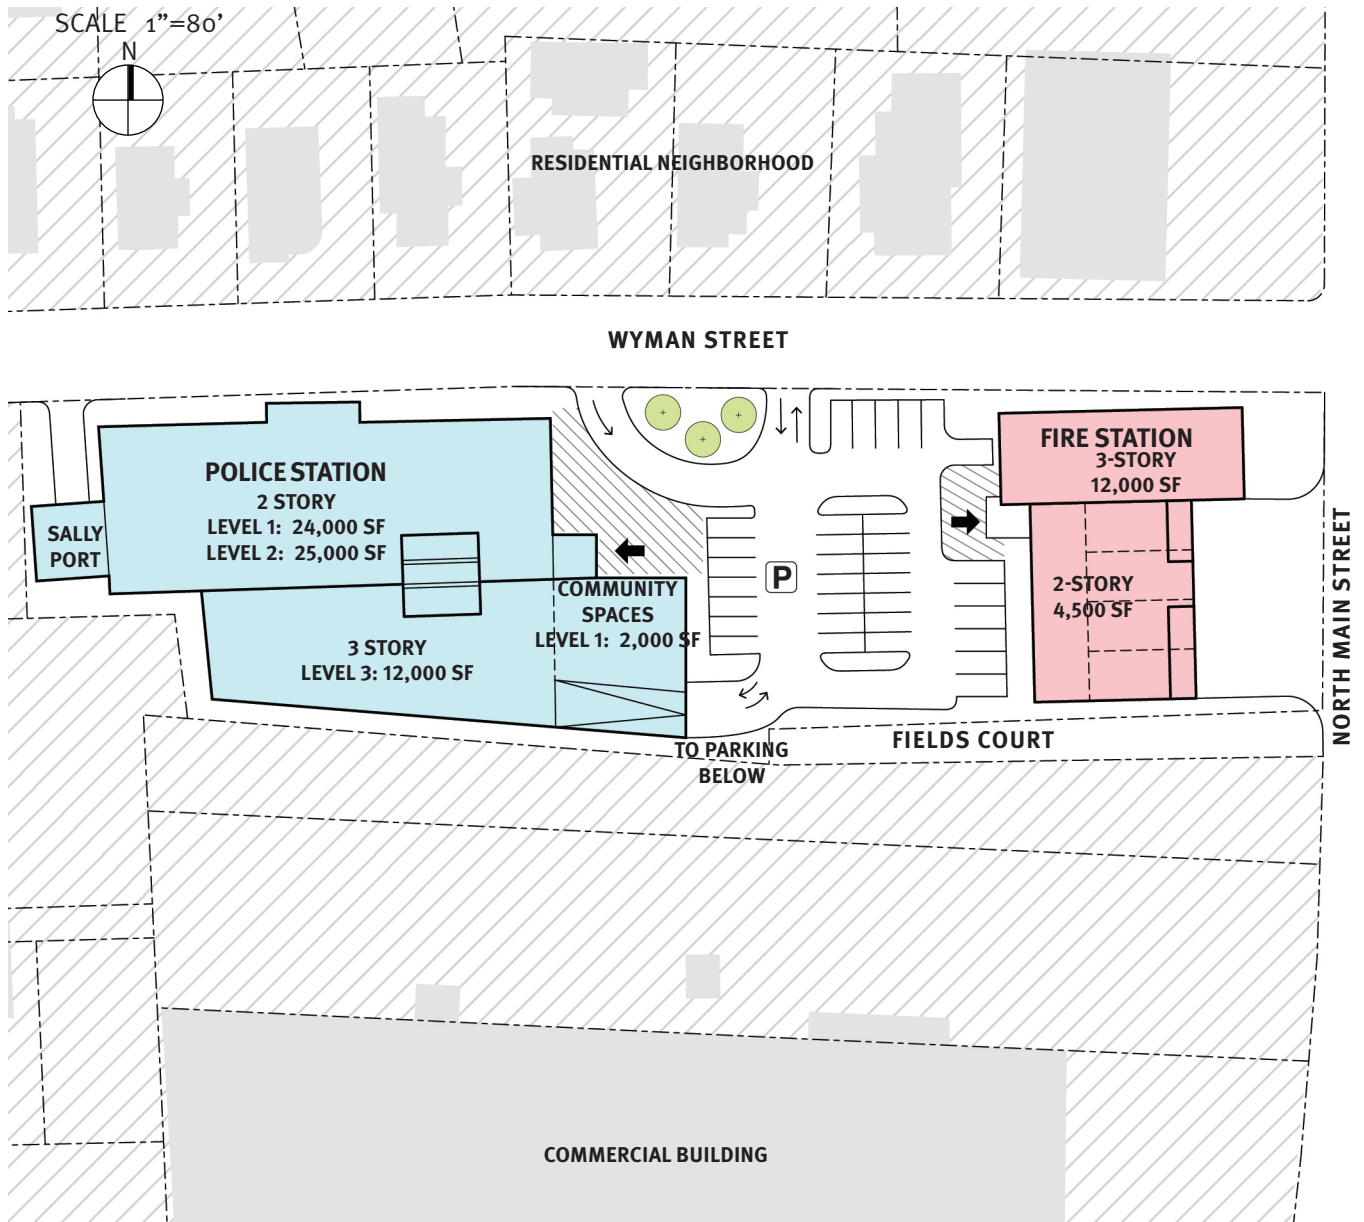 SCALE 1”=80’
N
RESIDENTIAL NEIGHBORHOOD
WYMAN STREET
POLICE STATION
2 STORY
LEVEL 1: 24,000 SF
LEVEL 2: 25,000 SF
SALLY
PORT
COMMUNITY
SPACES
LEVEL 1: 2,000 SF
3 STORY
LEVEL 3: 12,000 SF
P
FIRE STATION
3-STORY
12,000 SF
2-STORY
4,500 SF
NORTH MAIN STREET
FIELDS COURT
TO PARKING
BELOW
COMMERCIAL BUILDING